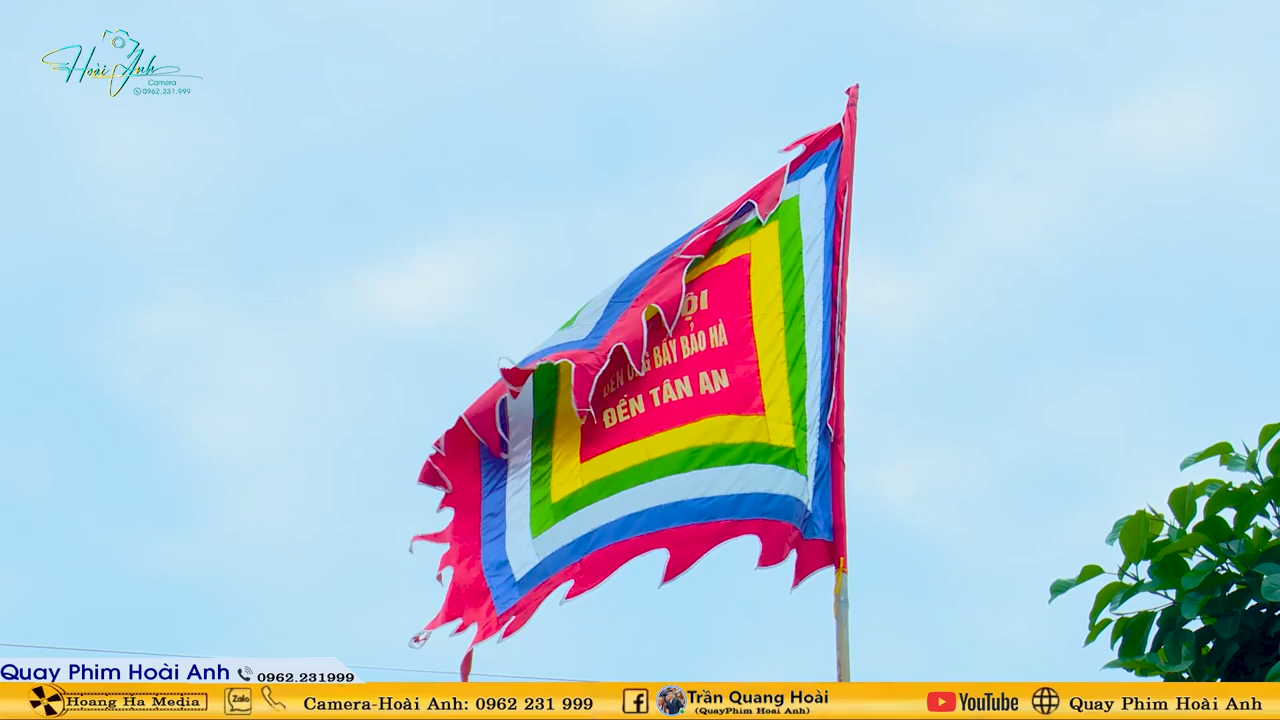 Hoài Anh
Camera
0962.231.999
ỘI
ĐỀN ÔNG BẢY BẢO HÀ
ĐỀN TÂN AN
Quay Phim Hoài Anh 0962.231999
Hoang Ha Media
Zalo
Camera-Hoài Anh: 0962 231 999
Trần Quang Hoài
(QuayPhim Hoai Anh)
YouTube
Quay Phim Hoài Anh